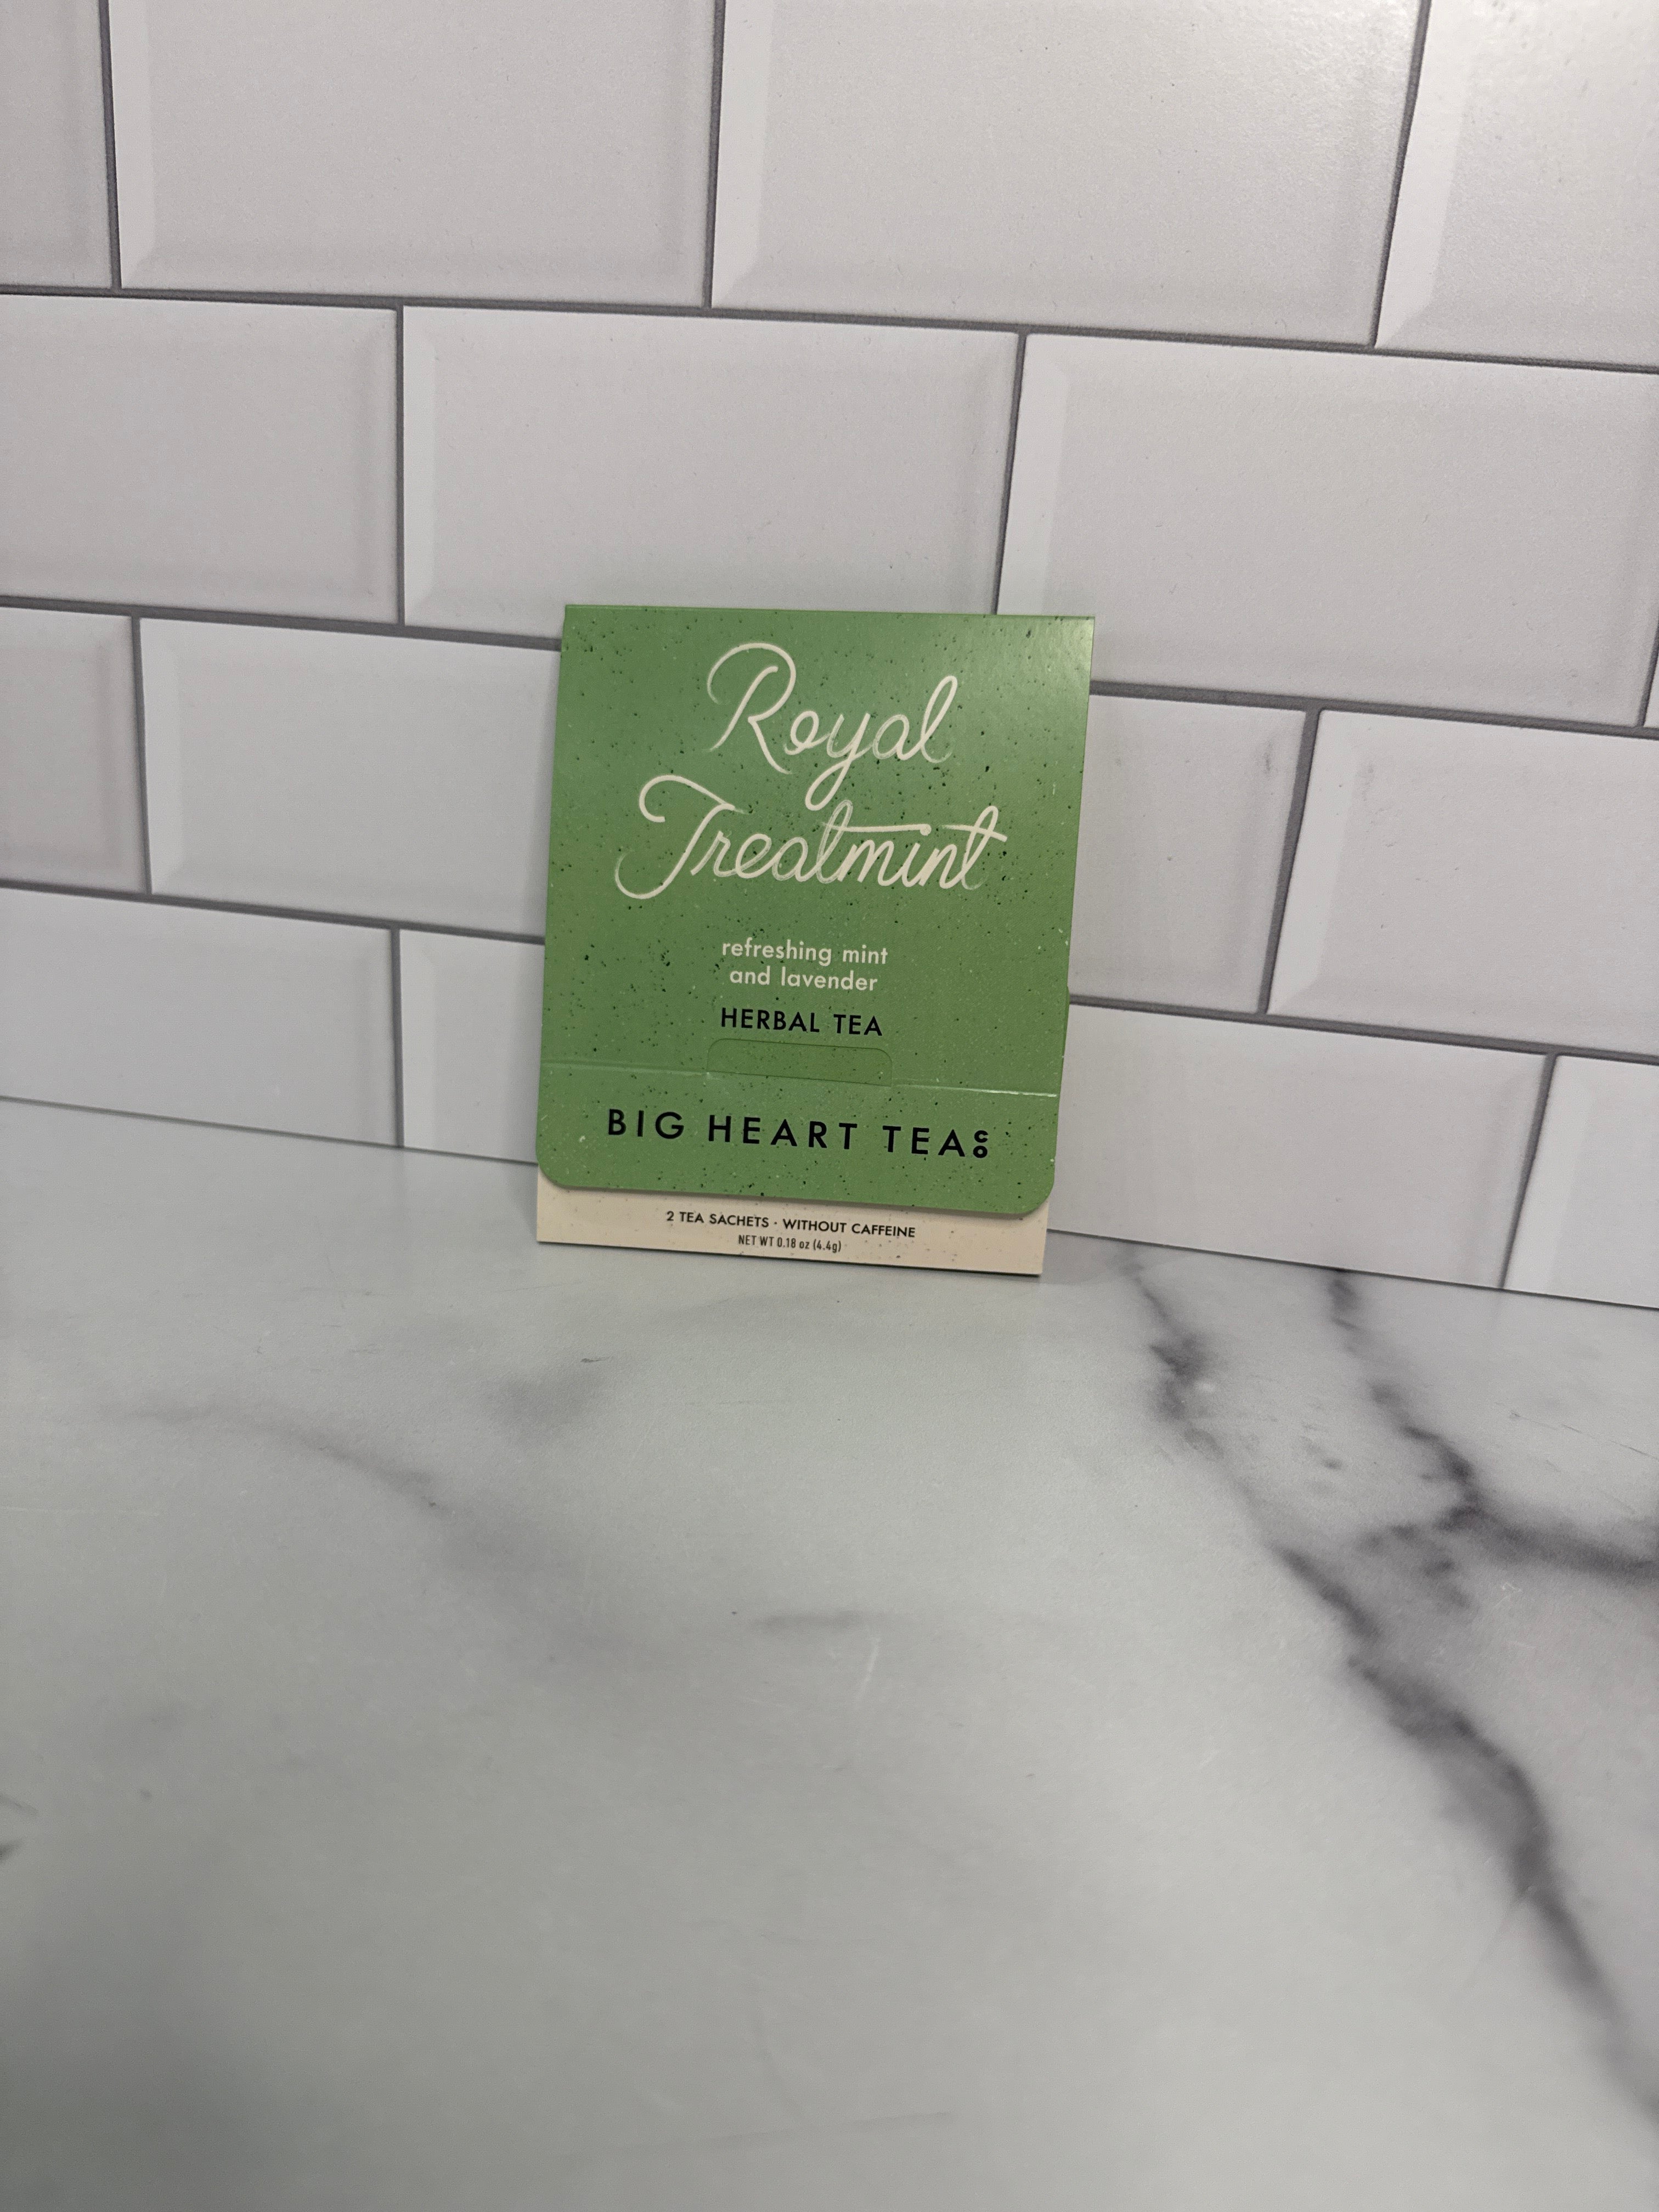 Royal
Treatmint
refreshing mint
and lavender
HERBAL TEA
BIG HEART TEA CO
2 TEA SACHETS · WITHOUT CAFFEINE
NET WT 0.18 oz (4.4g)